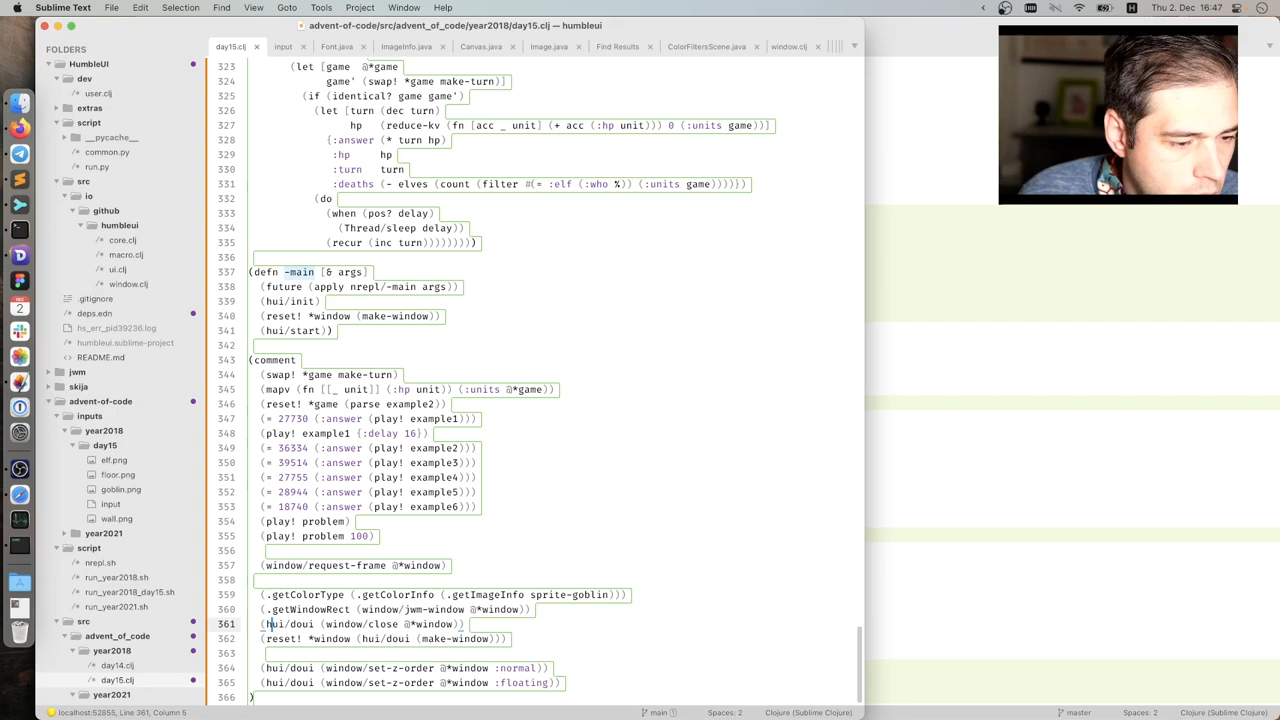 Sublime Text File Edit Selection Find View Goto Tools Project Window Help
Thu 2. Dec 16:47
advent-of-code/src/advent_of_code/year2018/day15.clj — humbleui
day15.clj input Font.java ImageInfo.java Canvas.java Image.java Find Results ColorFiltersScene.java window.clj
FOLDERS
HumbleUI
dev
user.clj
extras
script
__pycache__
common.py
run.py
src
io
github
humbleui
core.clj
macro.clj
ui.clj
window.clj
.gitignore
deps.edn
hs_err_pid39236.log
humbleui.sublime-project
README.md
jwm
skija
advent-of-code
inputs
year2018
day15
elf.png
floor.png
goblin.png
input
wall.png
year2021
script
nrepl.sh
run_year2018.sh
run_year2018_day15.sh
run_year2021.sh
src
advent_of_code
year2018
day14.clj
day15.clj
year2021
323 (let [game @*game
324 game' (swap! *game make-turn)]
325 (if (identical? game game')
326 (let [turn (dec turn)
327 hp (reduce-kv (fn [acc _ unit] (+ acc (:hp unit))) 0 (:units game))]
328 {:answer (* turn hp)
329 :hp hp
330 :turn turn
331 :deaths (- elves (count (filter #(= :elf (:who %)) (:units game))))})
332 (do
333 (when (pos? delay)
334 (Thread/sleep delay))
335 (recur (inc turn))))))))
336
337 (defn -main [& args]
338 (future (apply nrepl/-main args))
339 (hui/init)
340 (reset! *window (make-window))
341 (hui/start))
342
343 (comment
344 (swap! *game make-turn)
345 (mapv (fn [[_ unit]] (:hp unit)) (:units @*game))
346 (reset! *game (parse example2))
347 (= 27730 (:answer (play! example1)))
348 (play! example1 {:delay 16})
349 (= 36334 (:answer (play! example2)))
350 (= 39514 (:answer (play! example3)))
351 (= 27755 (:answer (play! example4)))
352 (= 28944 (:answer (play! example5)))
353 (= 18740 (:answer (play! example6)))
354 (play! problem)
355 (play! problem 100)
356
357 (window/request-frame @*window)
358
359 (.getColorType (.getColorInfo (.getImageInfo sprite-goblin)))
360 (.getWindowRect (window/jwm-window @*window))
361 (hui/doui (window/close @*window))
362 (reset! *window (hui/doui (make-window)))
363
364 (hui/doui (window/set-z-order @*window :normal))
365 (hui/doui (window/set-z-order @*window :floating))
366 )
DEC
2
localhost:52855, Line 361, Column 5 main 1 Spaces: 2 Clojure (Sublime Clojure) master Spaces: 2 Clojure (Sublime Clojure)